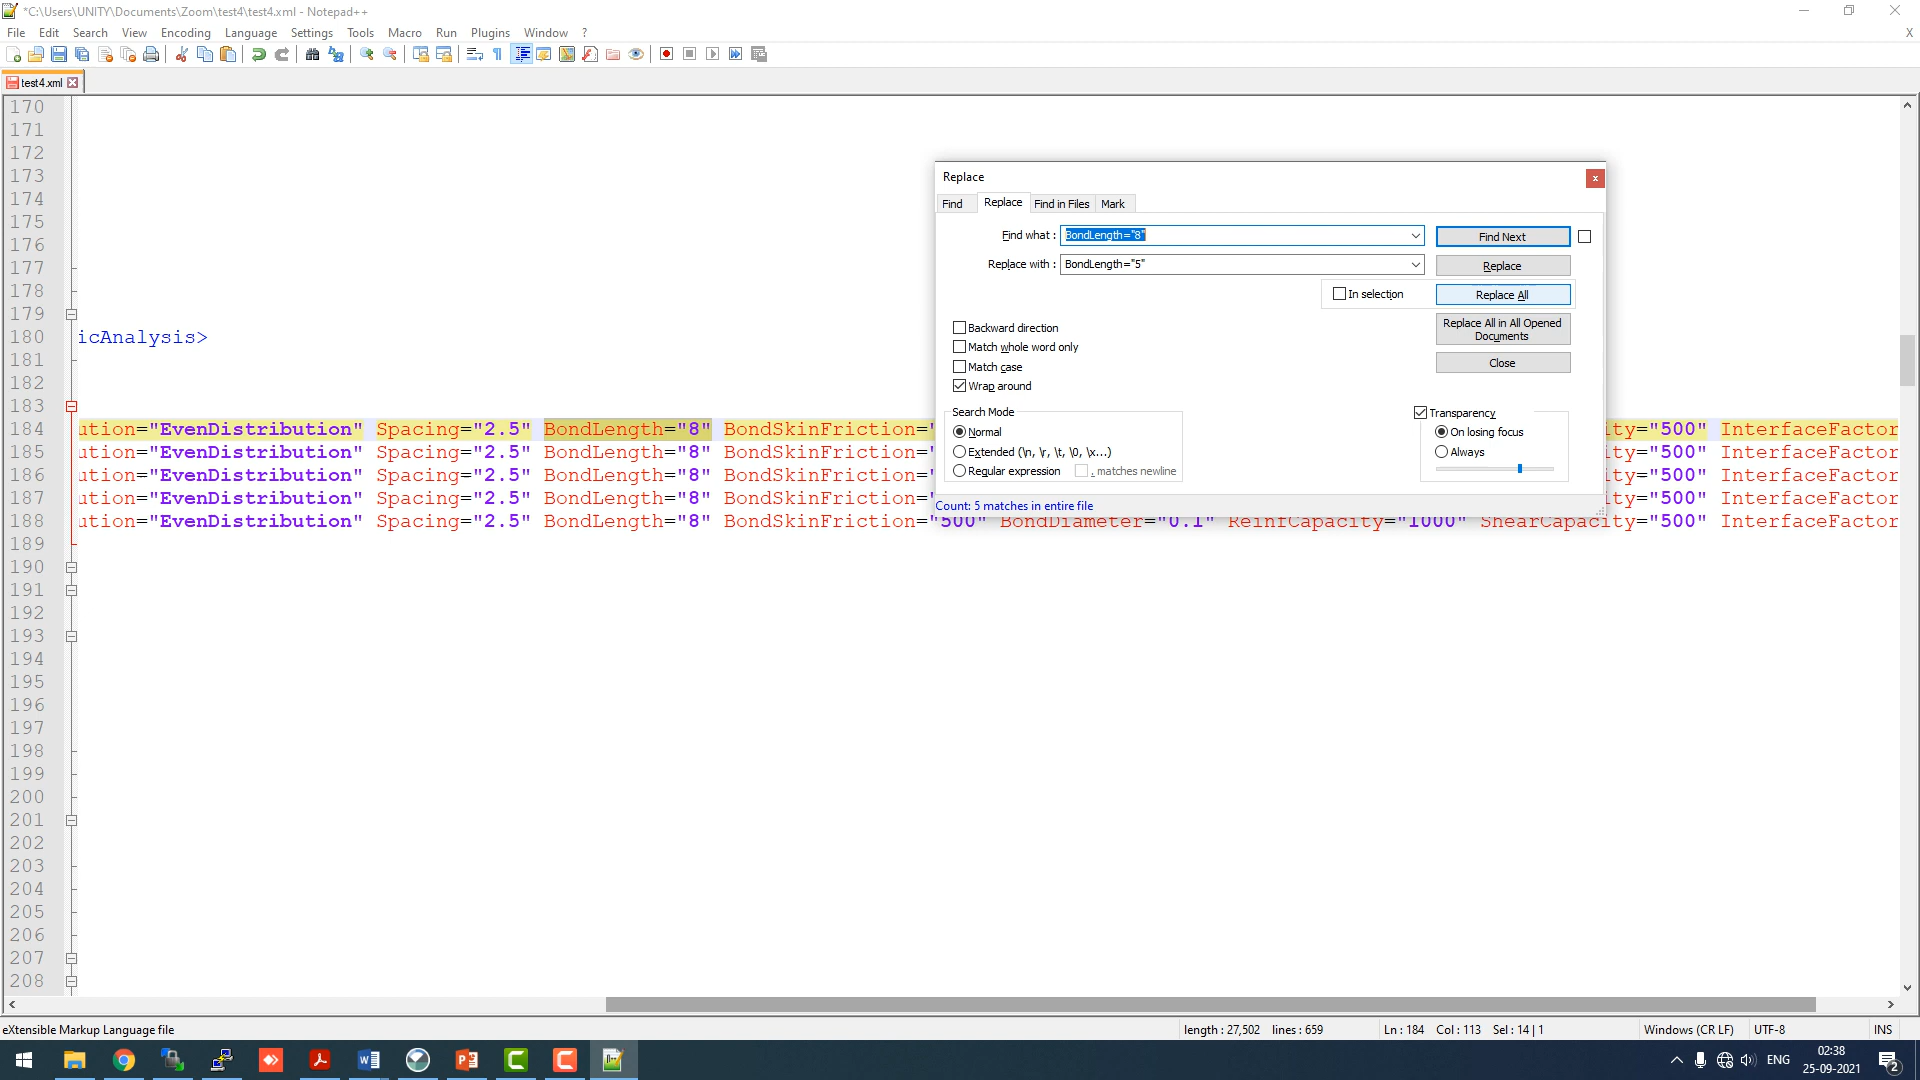 *C:\Users\UNITY\Documents\Zoom\test4\test4.xml - Notepad++
File Edit Search View Encoding Language Settings Tools Macro Run Plugins Window ? X
test4.xml
170
171
172
173
174
175
176
177
178
179
180 icAnalysis>
181
182
183
184 ution="EvenDistribution" Spacing="2.5" BondLength="8" BondSkinFriction=" ity="500" InterfaceFactor
185 ution="EvenDistribution" Spacing="2.5" BondLength="8" BondSkinFriction=" ity="500" InterfaceFactor
186 ution="EvenDistribution" Spacing="2.5" BondLength="8" BondSkinFriction=" ity="500" InterfaceFactor
187 ution="EvenDistribution" Spacing="2.5" BondLength="8" BondSkinFriction=" ity="500" InterfaceFactor
188 ution="EvenDistribution" Spacing="2.5" BondLength="8" BondSkinFriction="500" BondDiameter="0.1" ReinfCapacity="1000" ShearCapacity="500" InterfaceFactor
189
190
191
192
193
194
195
196
197
198
199
200
201
202
203
204
205
206
207
208
Replace x
Find Replace Find in Files Mark
Find what : BondLength="8" Find Next
Replace with : BondLength="5" Replace
In selection Replace All
Replace All in All Opened
Documents
Close
Backward direction
Match whole word only
Match case
Wrap around
Search Mode
Normal
Extended (\n, \r, \t, \0, \x...)
Regular expression . matches newline
Transparency
On losing focus
Always
Count: 5 matches in entire file
eXtensible Markup Language file length : 27,502 lines : 659 Ln : 184 Col : 113 Sel : 14 | 1 Windows (CR LF) UTF-8 INS
ENG 02:38
25-09-2021 2